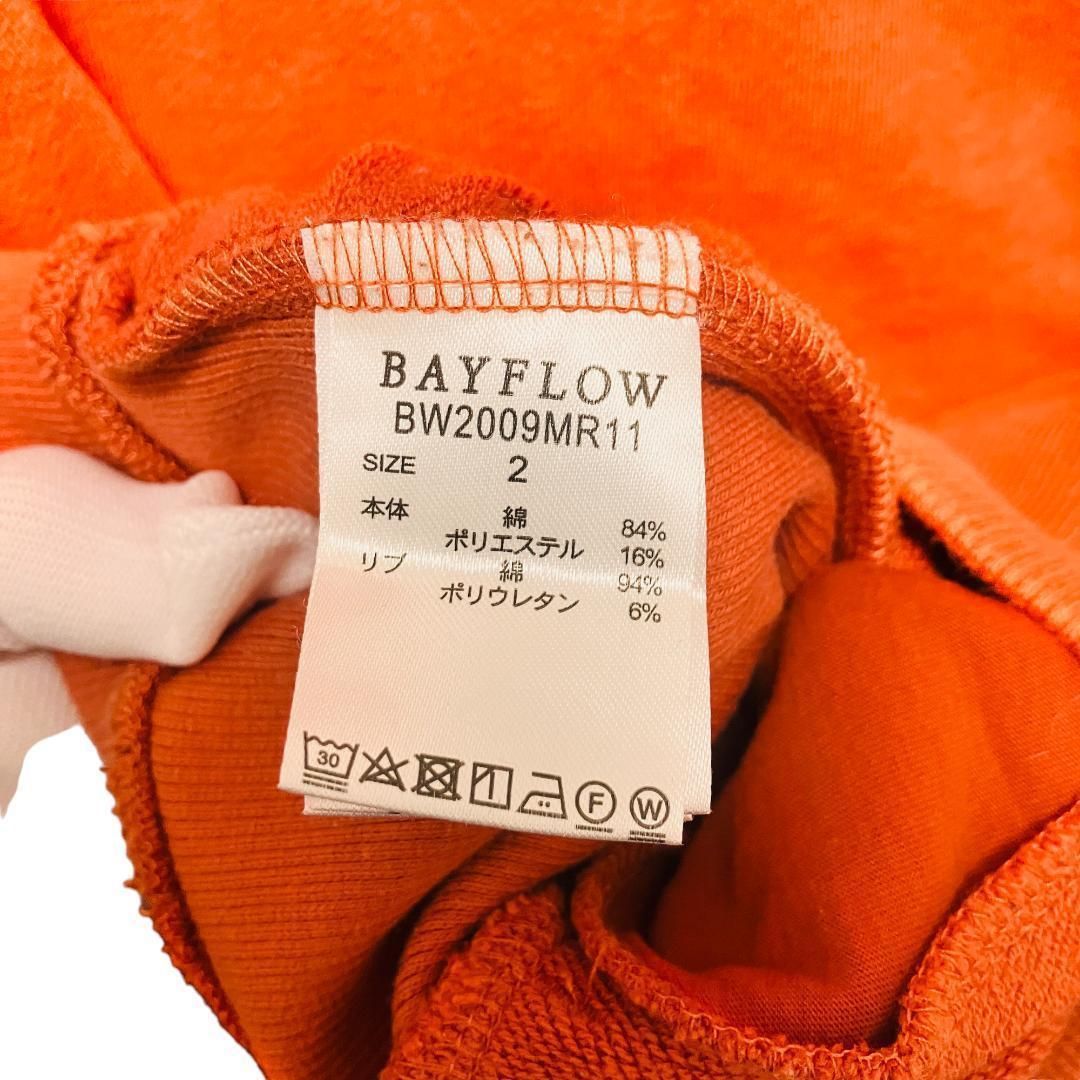 BAYFLOW
BW2009MR11
SIZE 2
本体 綿 84%
ポリエステル 16%
リブ 綿 94%
ポリウレタン 6%
30 F W